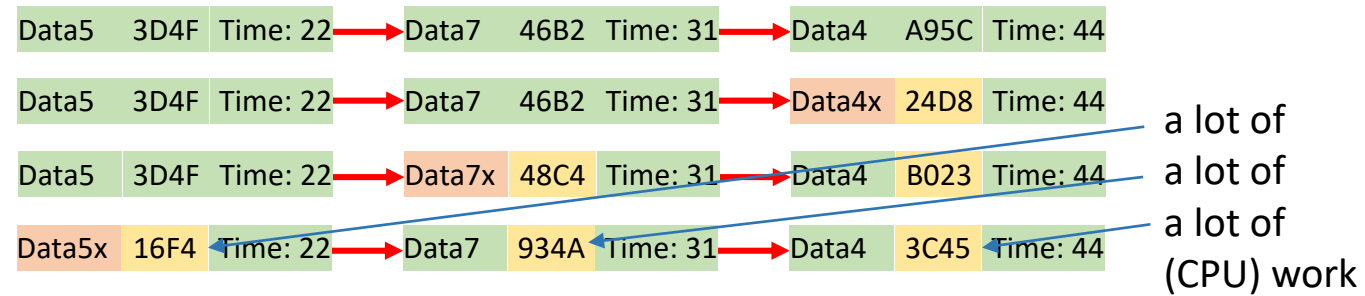 Data5 3D4F Time: 22 Data7 46B2 Time: 31 Data4 A95C Time: 44
Data5 3D4F Time: 22 Data7 46B2 Time: 31 Data4x 24D8 Time: 44
a lot of
Data5 3D4F Time: 22 Data7x 48C4 Time: 31 Data4 B023 Time: 44
a lot of
Data5x 16F4 Time: 22 Data7 934A Time: 31 Data4 3C45 Time: 44
a lot of
(CPU) work